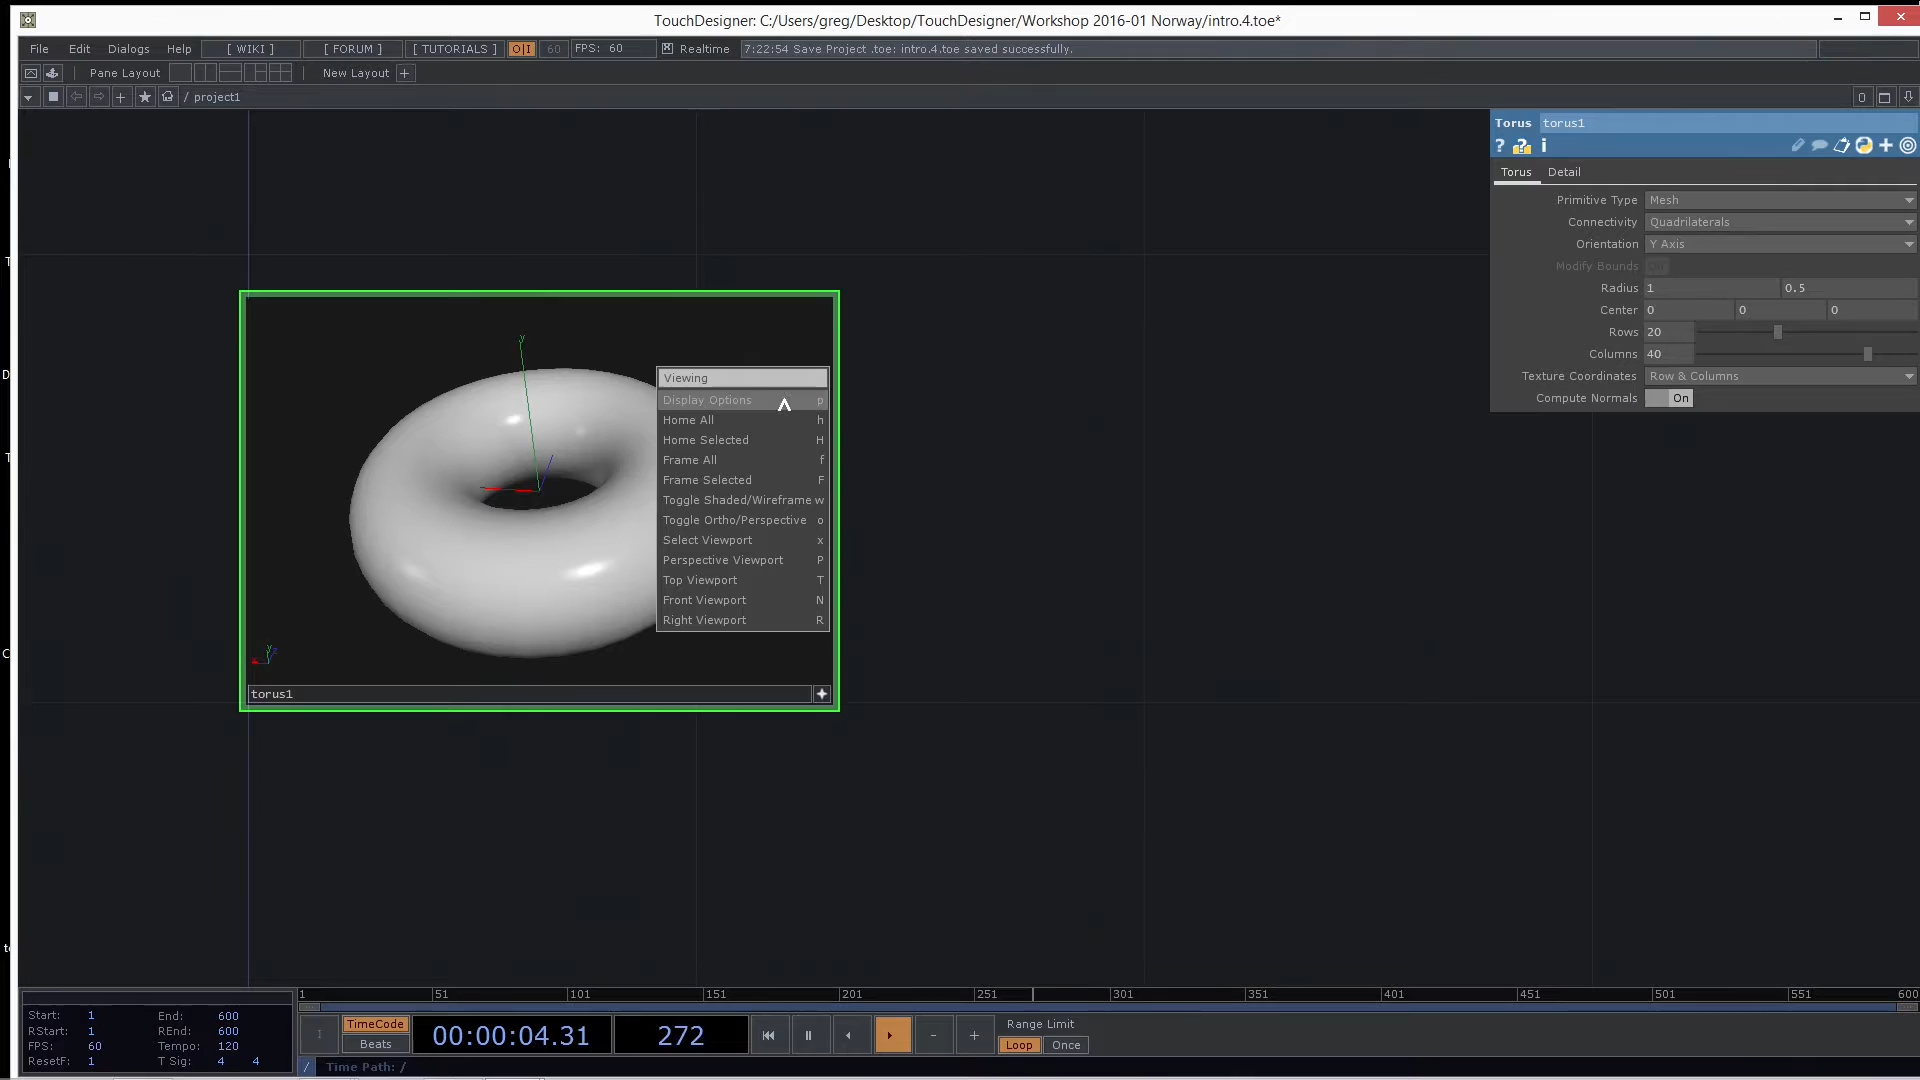 TouchDesigner: C:/Users/greg/Desktop/TouchDesigner/Workshop 2016-01 Norway/intro.4.toe*
File Edit Dialogs Help [ WIKI ] [ FORUM ] [ TUTORIALS ] O|I 60 FPS: 60 Realtime 7:22:54 Save Project .toe: intro.4.toe saved successfully.
Pane Layout New Layout +
/ project1
0
Torus torus1
? ? i
Torus Detail
Primitive Type Mesh
Connectivity Quadrilaterals
Orientation Y Axis
Modify Bounds
Radius 1 0.5
Center 0 0 0
Rows 20
Columns 40
Texture Coordinates Row & Columns
Compute Normals On
y
Viewing
Display Options p
Home All h
Home Selected H
Frame All f
Frame Selected F
Toggle Shaded/Wireframe w
Toggle Ortho/Perspective o
Select Viewport x
Perspective Viewport P
Top Viewport T
Front Viewport N
Right Viewport R
torus1
1 51 101 151 201 251 301 351 401 451 501 551 600
Start: 1 End: 600
RStart: 1 REnd: 600
FPS: 60 Tempo: 120
ResetF: 1 T Sig: 4 4
TimeCode
Beats
00:00:04.31
272
- +
Range Limit
Loop Once
/ Time Path: /